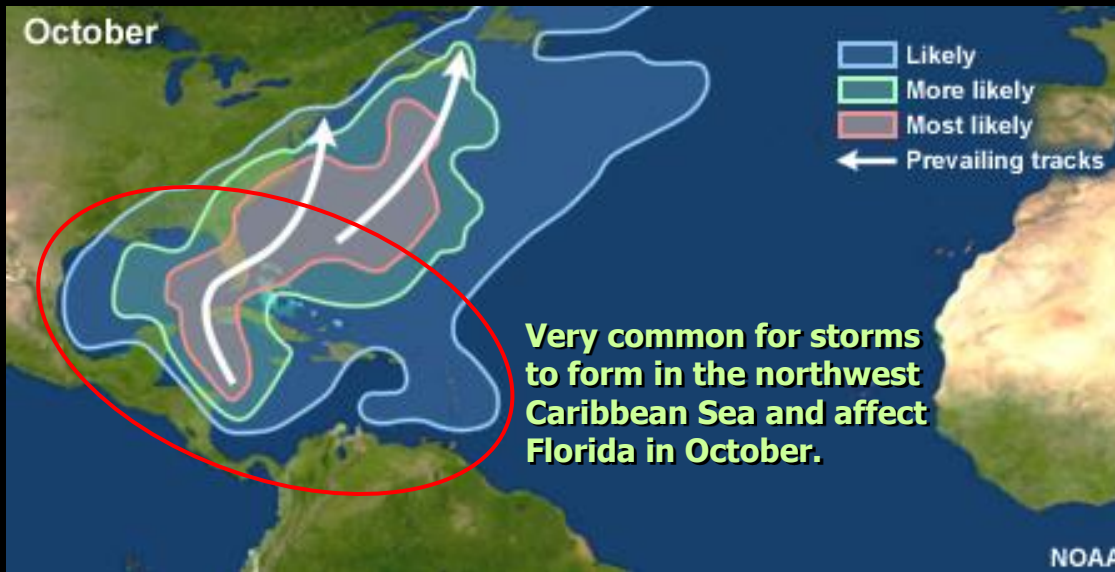 October
Likely
More likely
Most likely
Prevailing tracks
Very common for storms
to form in the northwest
Caribbean Sea and affect
Florida in October.
NOAA